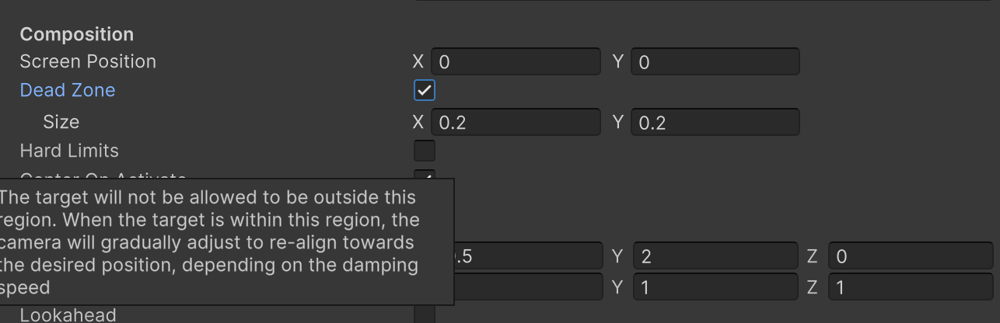 Composition
Screen Position X 0 Y 0
Dead Zone
Size X 0.2 Y 0.2
Hard Limits
Center On Activate
The target will not be allowed to be outside this
region. When the target is within this region, the
camera will gradually adjust to re-align towards
the desired position, depending on the damping
speed
.5 Y 2 Z 0
Y 1 Z 1
Lookahead